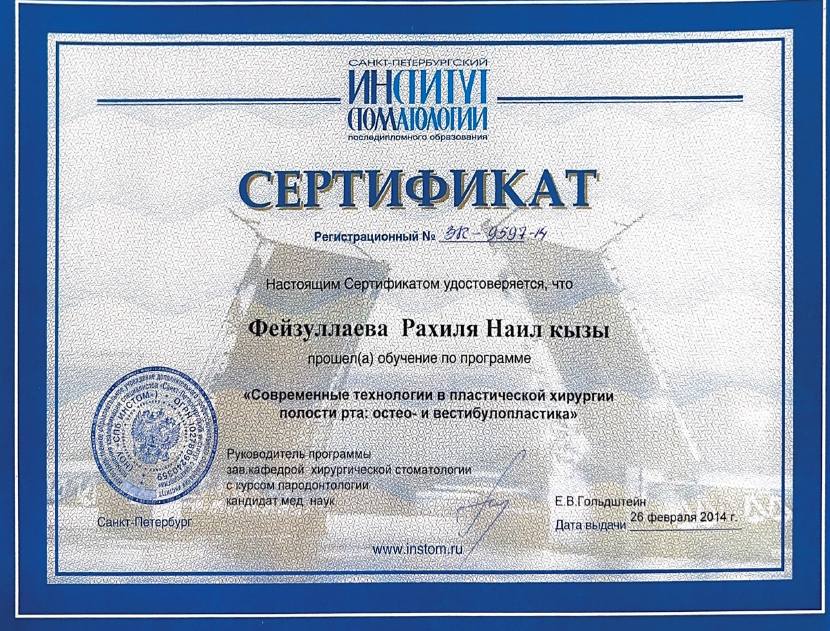 САНКТ-ПЕТЕРБУРГСКИЙ
ИНСТИТУТ
СТОМАТОЛОГИИ
последипломного образования
СЕРТИФИКАТ
Регистрационный №
9597-14
Настоящим Сертификатом удостоверяется, что
Фейзуллаева Рахиля Наил кызы
прошел(а) обучение по программе
«Современные технологии в пластической хирургии
полости рта: остео- и вестибулопластика»
Руководитель программы
зав.кафедрой хирургической стоматологии
с курсом пародонтологии
кандидат мед. наук
Е.В.Гольдштейн
Санкт-Петербург
Дата выдачи 26 февраля 2014 г.
www.instom.ru